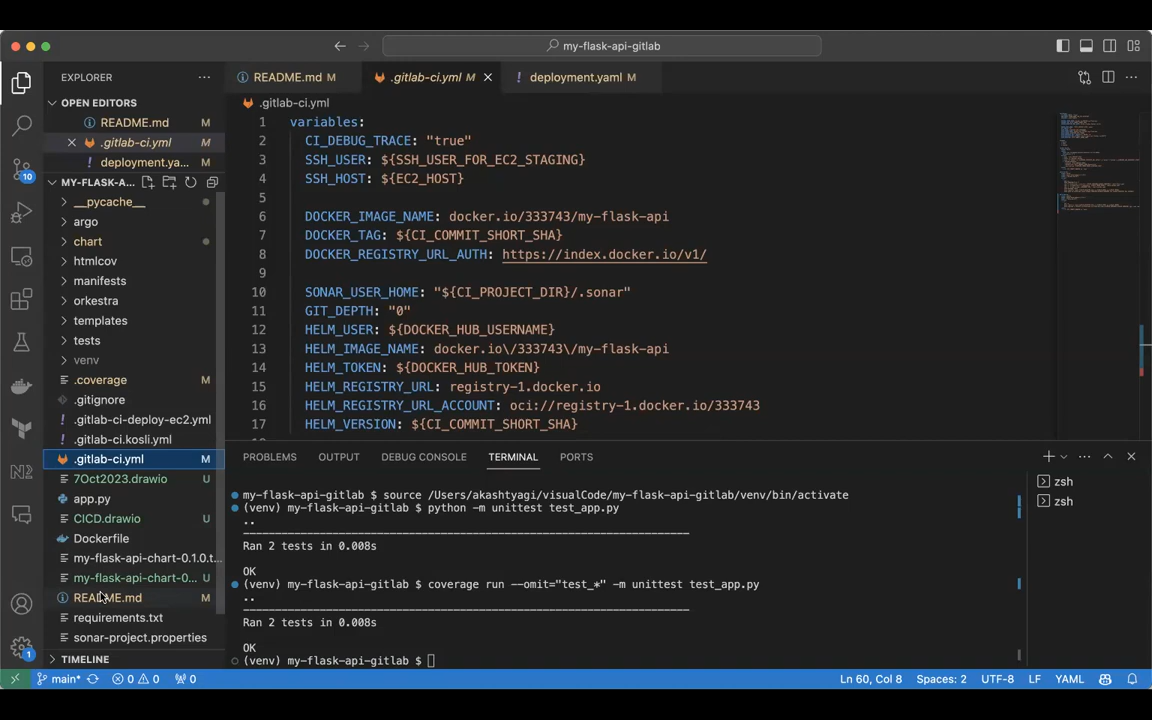 my-flask-api-gitlab
EXPLORER
README.md M
.gitlab-ci.yml M
deployment.yaml M
OPEN EDITORS
README.md M
.gitlab-ci.yml M
deployment.ya... M
MY-FLASK-A...
__pycache__
argo
chart
htmlcov
manifests
orkestra
templates
tests
venv
.coverage M
.gitignore
.gitlab-ci-deploy-ec2.yml
.gitlab-ci.kosli.yml
.gitlab-ci.yml M
7Oct2023.drawio U
app.py
CICD.drawio U
Dockerfile
my-flask-api-chart-0.1.0.t...
my-flask-api-chart-0... U
README.md M
requirements.txt
sonar-project.properties
TIMELINE
10
N2
1
.gitlab-ci.yml
1 variables:
2 CI_DEBUG_TRACE: "true"
3 SSH_USER: ${SSH_USER_FOR_EC2_STAGING}
4 SSH_HOST: ${EC2_HOST}
5
6 DOCKER_IMAGE_NAME: docker.io/333743/my-flask-api
7 DOCKER_TAG: ${CI_COMMIT_SHORT_SHA}
8 DOCKER_REGISTRY_URL_AUTH: https://index.docker.io/v1/
9
10 SONAR_USER_HOME: "${CI_PROJECT_DIR}/.sonar"
11 GIT_DEPTH: "0"
12 HELM_USER: ${DOCKER_HUB_USERNAME}
13 HELM_IMAGE_NAME: docker.io\/333743\/my-flask-api
14 HELM_TOKEN: ${DOCKER_HUB_TOKEN}
15 HELM_REGISTRY_URL: registry-1.docker.io
16 HELM_REGISTRY_URL_ACCOUNT: oci://registry-1.docker.io/333743
17 HELM_VERSION: ${CI_COMMIT_SHORT_SHA}
PROBLEMS OUTPUT DEBUG CONSOLE TERMINAL PORTS
my-flask-api-gitlab $ source /Users/akashtyagi/visualCode/my-flask-api-gitlab/venv/bin/activate
(venv) my-flask-api-gitlab $ python -m unittest test_app.py
..
----------------------------------------------------------------------
Ran 2 tests in 0.008s
OK
(venv) my-flask-api-gitlab $ coverage run --omit="test_*" -m unittest test_app.py
..
----------------------------------------------------------------------
Ran 2 tests in 0.008s
OK
(venv) my-flask-api-gitlab $
zsh
zsh
main* 0 0 0 Ln 60, Col 8 Spaces: 2 UTF-8 LF YAML